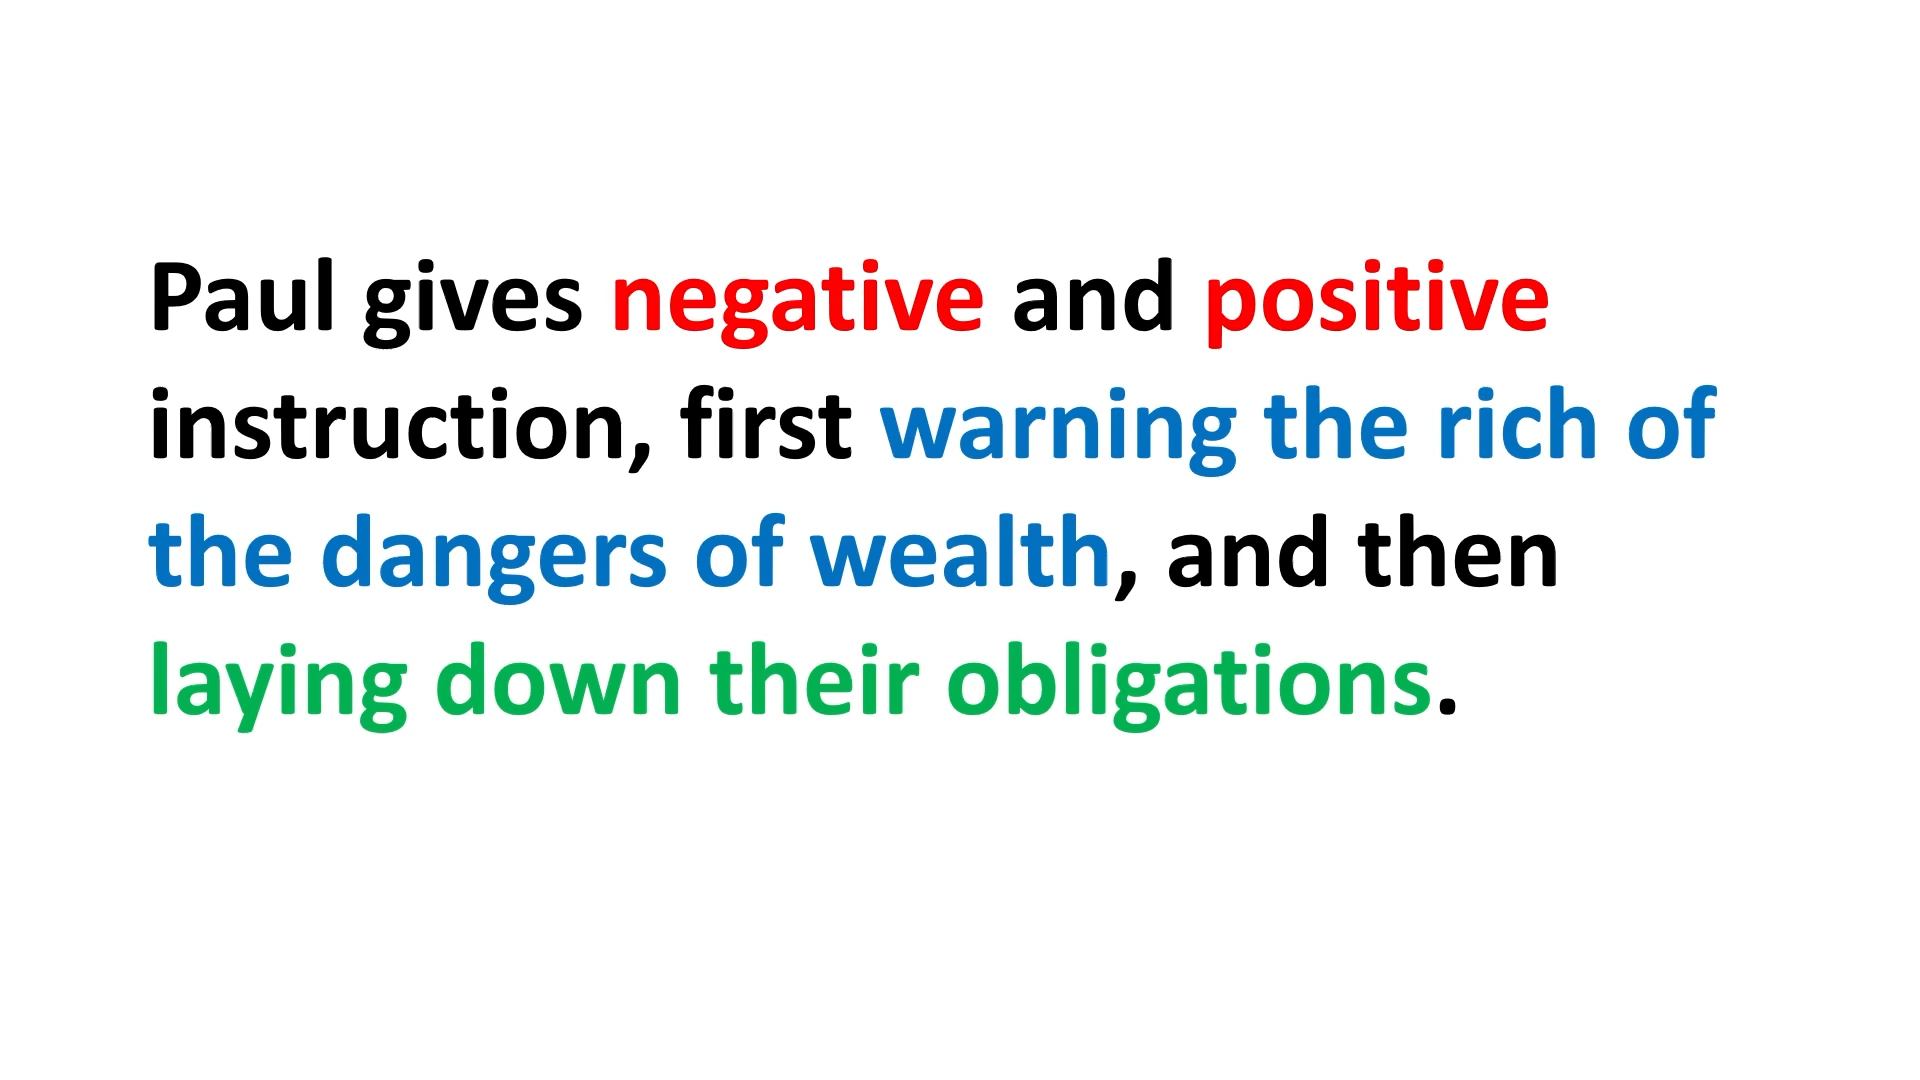 Paul gives negative and positive
instruction, first warning the rich of
the dangers of wealth, and then
laying down their obligations.